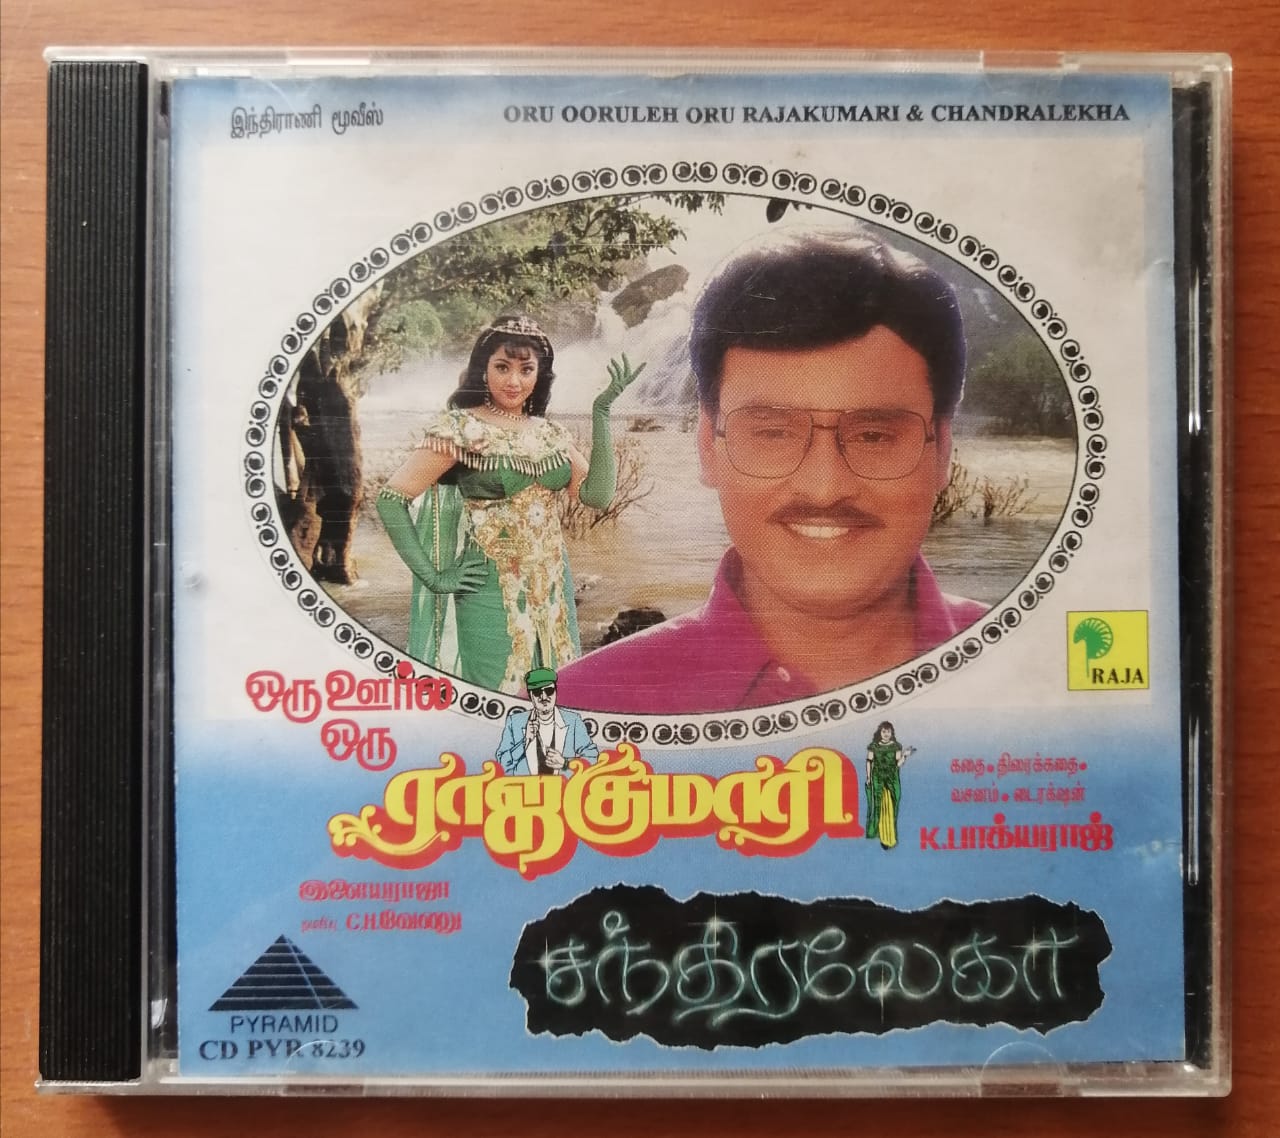 இந்திராணி மூவீஸ்
ORU OORULEH ORU RAJAKUMARI & CHANDRALEKHA
RAJA
ஒரு ஊர்ல
ஒரு
ராஜகுமாரி
கதை. திரைக்கதை.
வசனம். டைரக்‌ஷன்
K.பாக்யராஜ்
இளையராஜா
C.H.வேணு
சந்திரலேகா
PYRAMID
CD PYR 8239